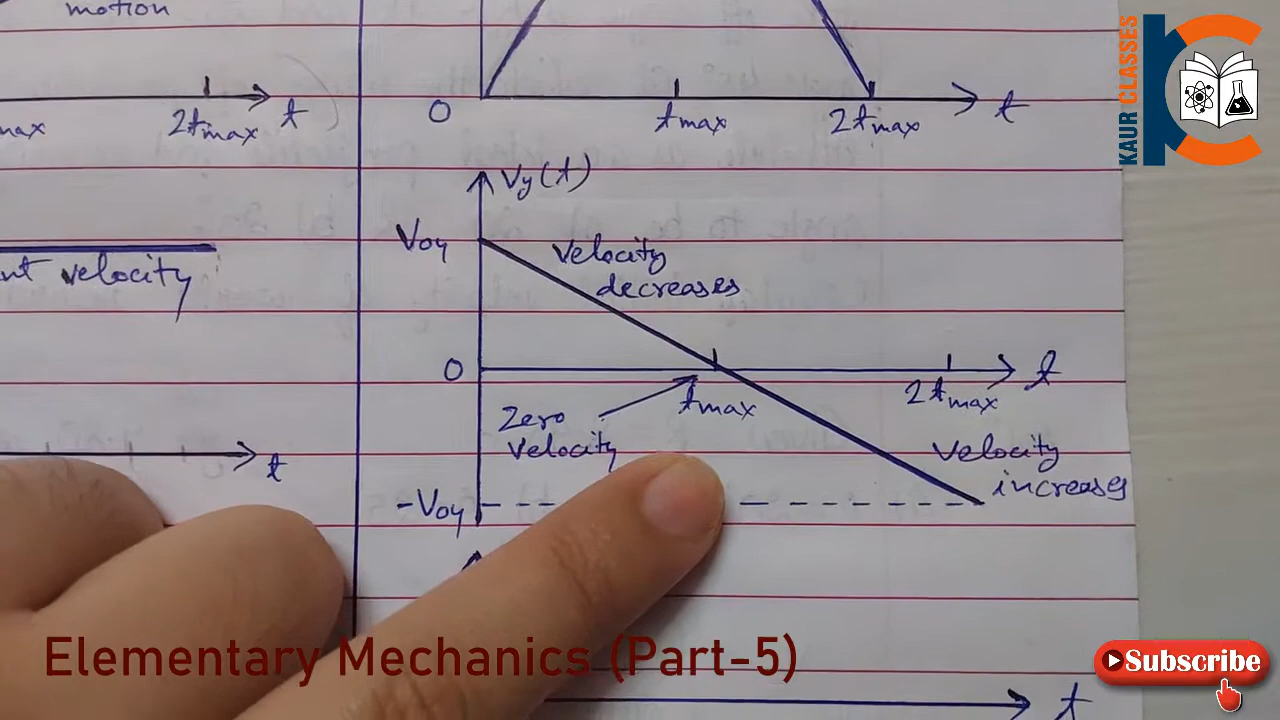 motion
2tmax
t
max
nt velocity
t
0
tmax
2tmax
t
Vy(t)
Voy
Velocity
decreases
0
tmax
2tmax
t
Zero
Velocity
Velocity
increases
-Voy
t
KAUR CLASSES
Elementary Mechanics (Part-5)
Subscribe